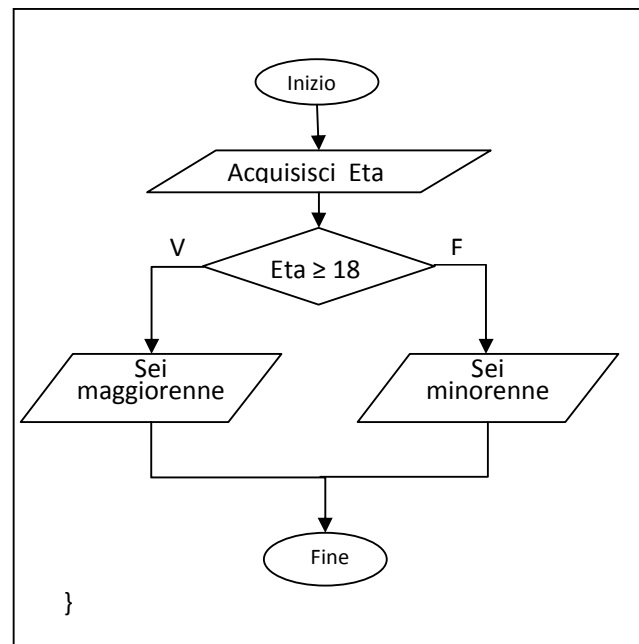 Inizio
Acquisisci Eta
V
F
Eta ≥ 18
Sei
maggiorenne
Sei
minorenne
Fine
}